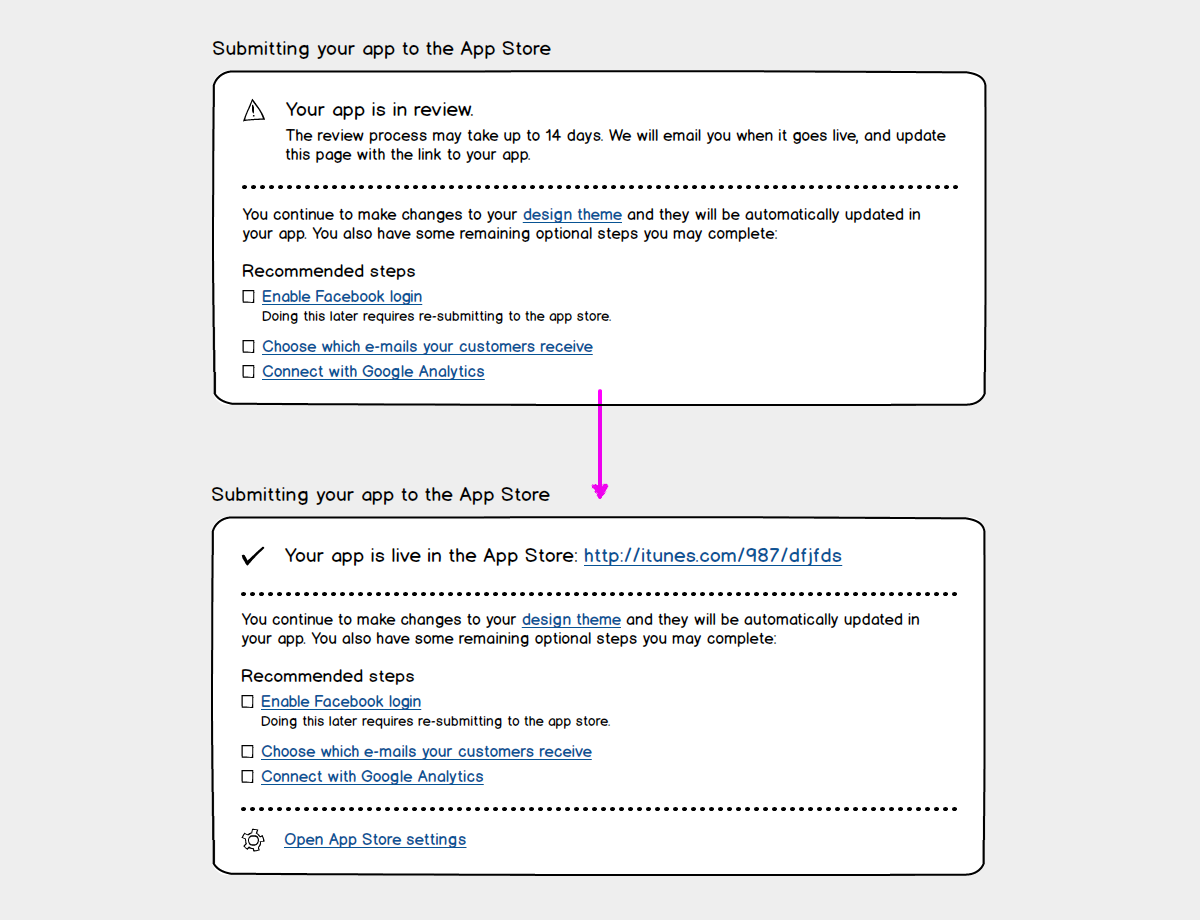 Submitting your app to the App Store
Your app is in review.
The review process may take up to 14 days. We will email you when it goes live, and update
this page with the link to your app.
You continue to make changes to your design theme and they will be automatically updated in
your app. You also have some remaining optional steps you may complete:
Recommended steps
Enable Facebook login
Doing this later requires re-submitting to the app store.
Choose which e-mails your customers receive
Connect with Google Analytics
Submitting your app to the App Store
Your app is live in the App Store: http://itunes.com/987/dfjfds
You continue to make changes to your design theme and they will be automatically updated in
your app. You also have some remaining optional steps you may complete:
Recommended steps
Enable Facebook login
Doing this later requires re-submitting to the app store.
Choose which e-mails your customers receive
Connect with Google Analytics
Open App Store settings